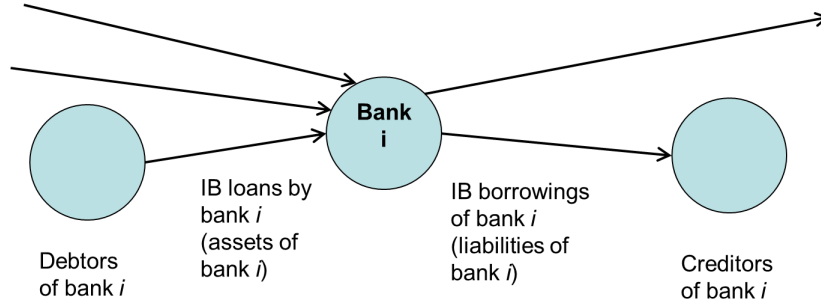 Bank
i
IB loans by
bank i
(assets of
bank i)
IB borrowings
of bank i
(liabilities of
bank i)
Debtors
of bank i
Creditors
of bank i